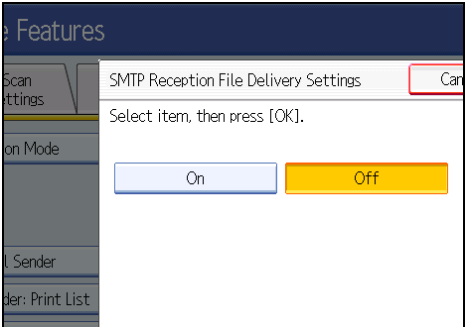 e Features
Scan
ettings
SMTP Reception File Delivery Settings
Can
Select item, then press [OK].
on Mode
On
Off
l Sender
der: Print List